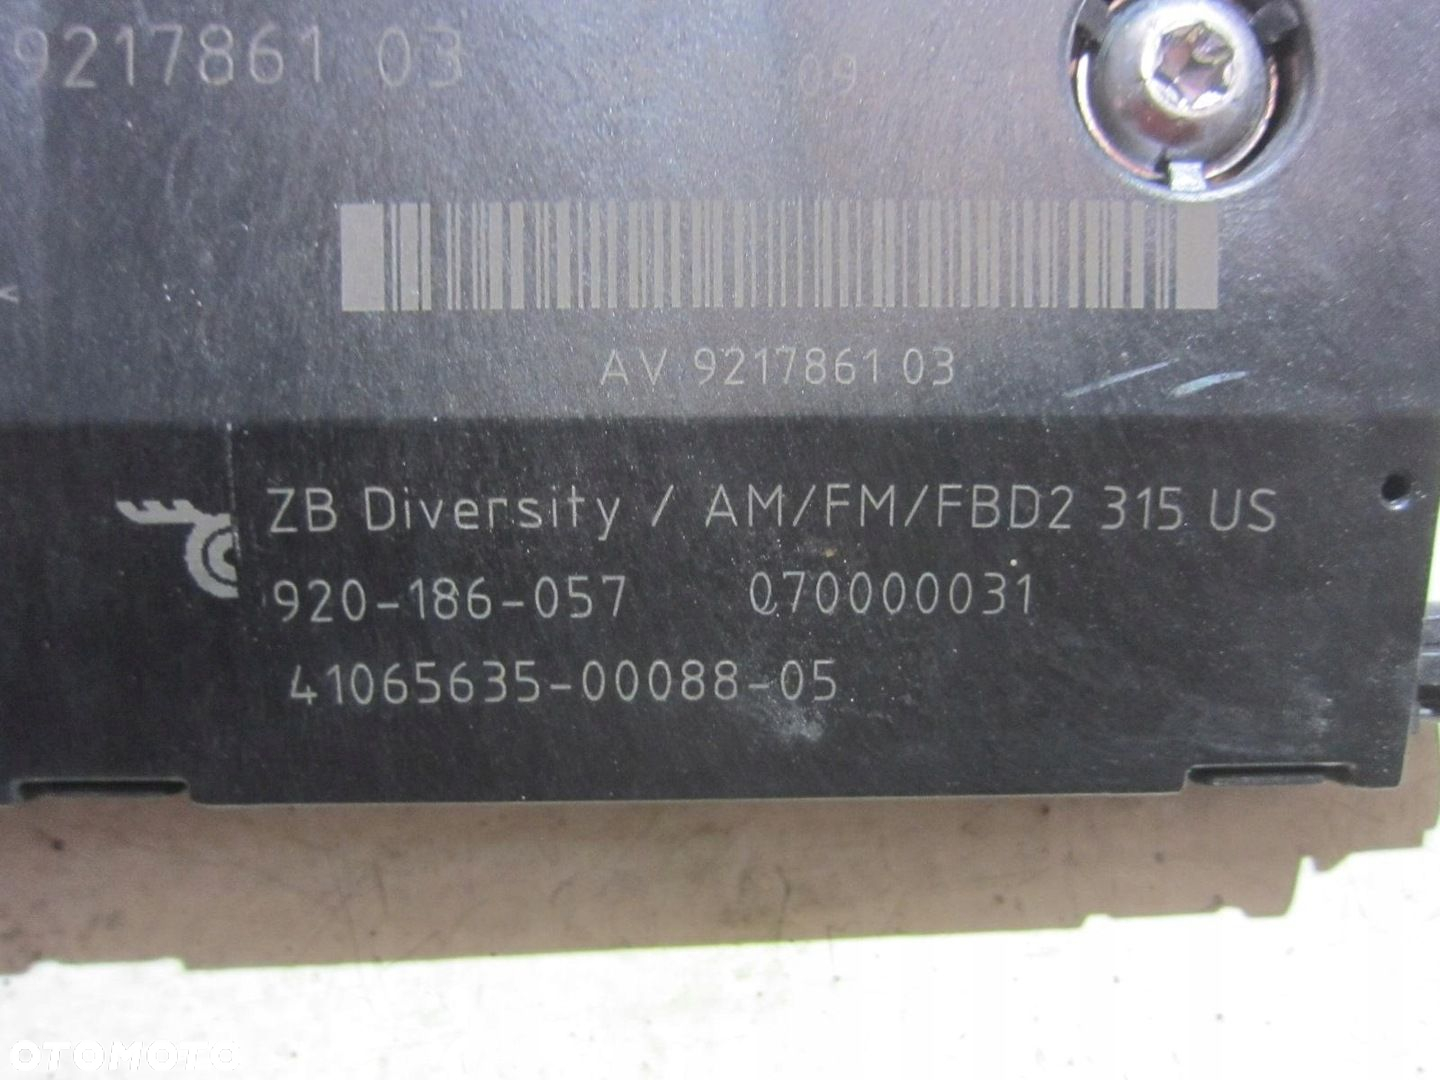 9217861 03
09
AV 9217861 03
ZB Diversity / AM/FM/FBD2 315 US
920-186-057 070000031
41065635-00088-05
OTOMOTO